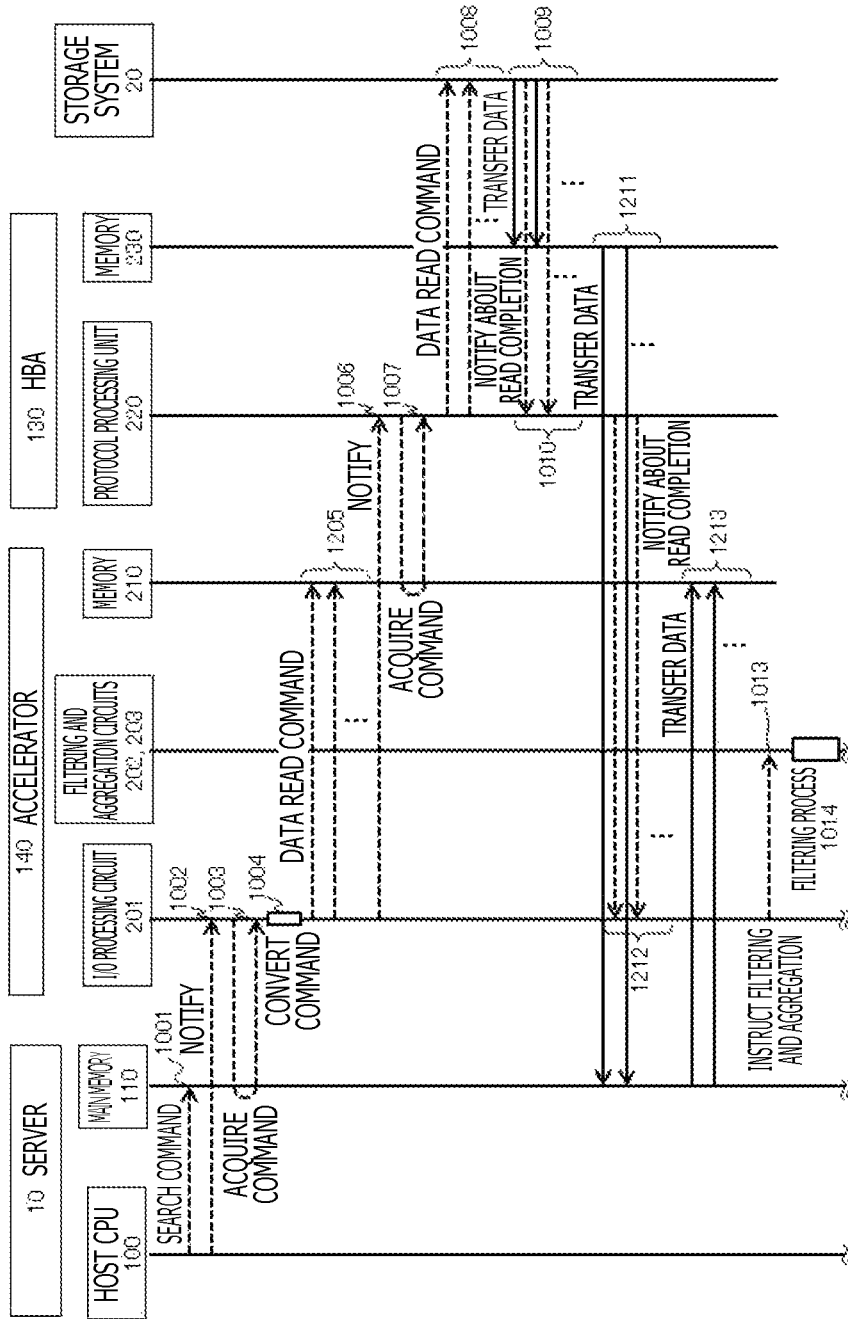 10 SERVER
140 ACCELERATOR
130 HBA
HOST CPU
100
MAIN MEMORY
110
I/O PROCESSING CIRCUIT
201
FILTERING AND
AGGREGATION CIRCUITS
202, 203
MEMORY
210
PROTOCOL PROCESSING UNIT
220
MEMORY
230
STORAGE
SYSTEM
20
SEARCH COMMAND
1001
NOTIFY
1002
ACQUIRE
COMMAND
1003
CONVERT
COMMAND
1004
DATA READ COMMAND
1205
NOTIFY
1006
ACQUIRE
COMMAND
1007
DATA READ COMMAND
1008
TRANSFER DATA
1009
NOTIFY ABOUT
READ COMPLETION
1010
TRANSFER DATA
1211
NOTIFY ABOUT
READ COMPLETION
1212
TRANSFER DATA
1213
INSTRUCT FILTERING
AND AGGREGATION
1013
FILTERING PROCESS
1014